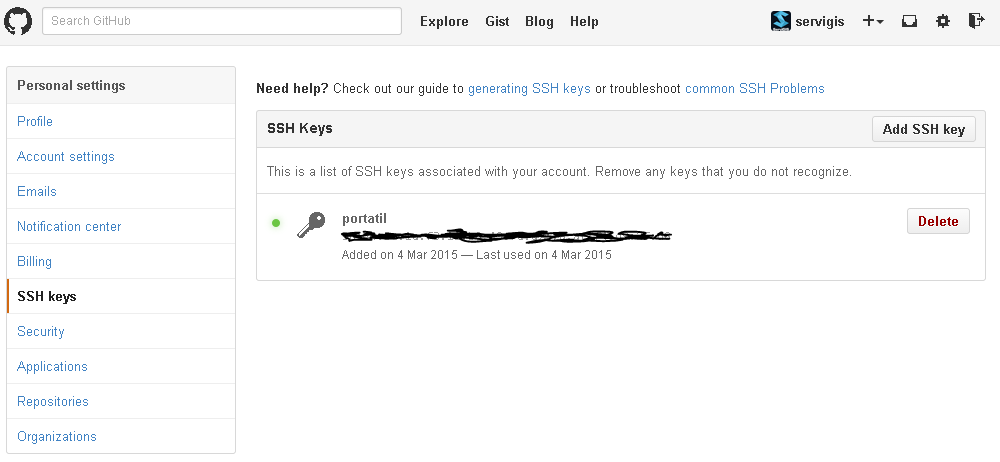 Search GitHub Explore Gist Blog Help servigis
Personal settings
Profile
Account settings
Emails
Notification center
Billing
SSH keys
Security
Applications
Repositories
Organizations
Need help? Check out our guide to generating SSH keys or troubleshoot common SSH Problems
SSH Keys Add SSH key
This is a list of SSH keys associated with your account. Remove any keys that you do not recognize.
portatil Delete
Added on 4 Mar 2015 — Last used on 4 Mar 2015